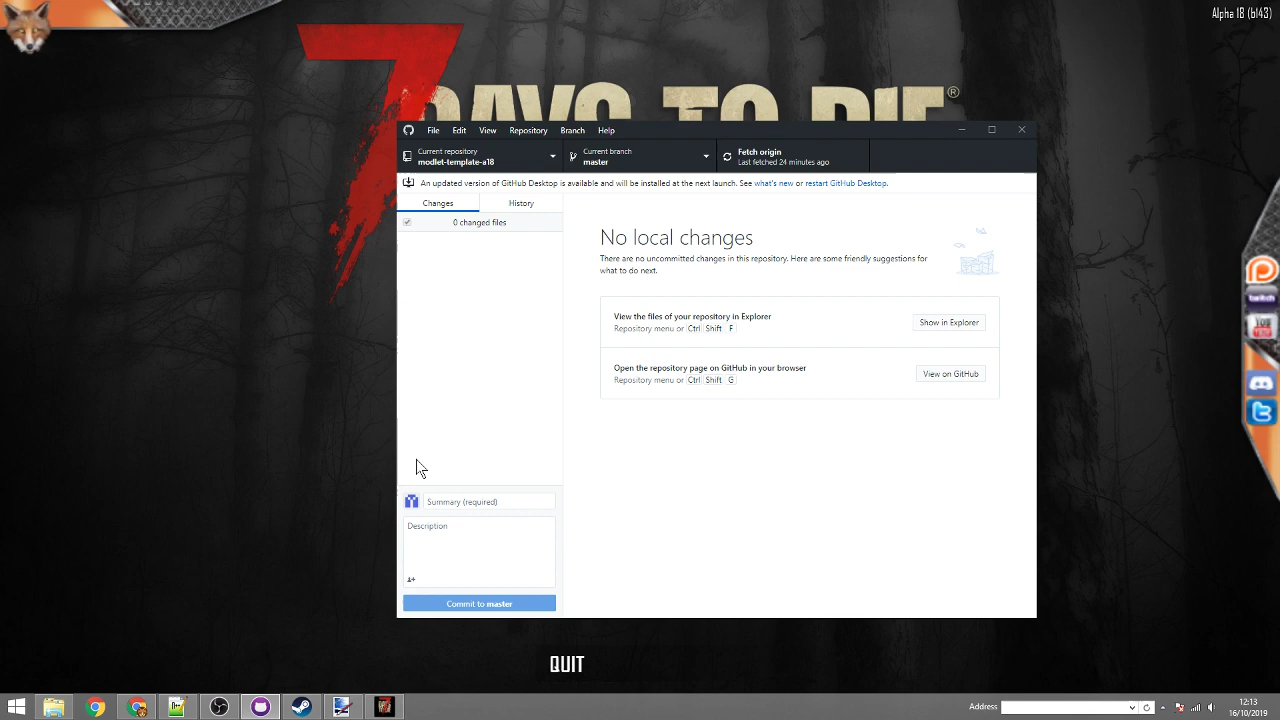 Alpha 18 (b143)
7 DAYS TO DIE®
File Edit View Repository Branch Help
Current repository
modlet-template-a18
Current branch
master
Fetch origin
Last fetched 24 minutes ago
An updated version of GitHub Desktop is available and will be installed at the next launch. See what's new or restart GitHub Desktop.
Changes History
0 changed files
No local changes
There are no uncommitted changes in this repository. Here are some friendly suggestions for
what to do next.
View the files of your repository in Explorer
Repository menu or Ctrl Shift F
Show in Explorer
Open the repository page on GitHub in your browser
Repository menu or Ctrl Shift G
View on GitHub
Summary (required)
Description
Commit to master
QUIT
twitch
You
Address
12:13
16/10/2019